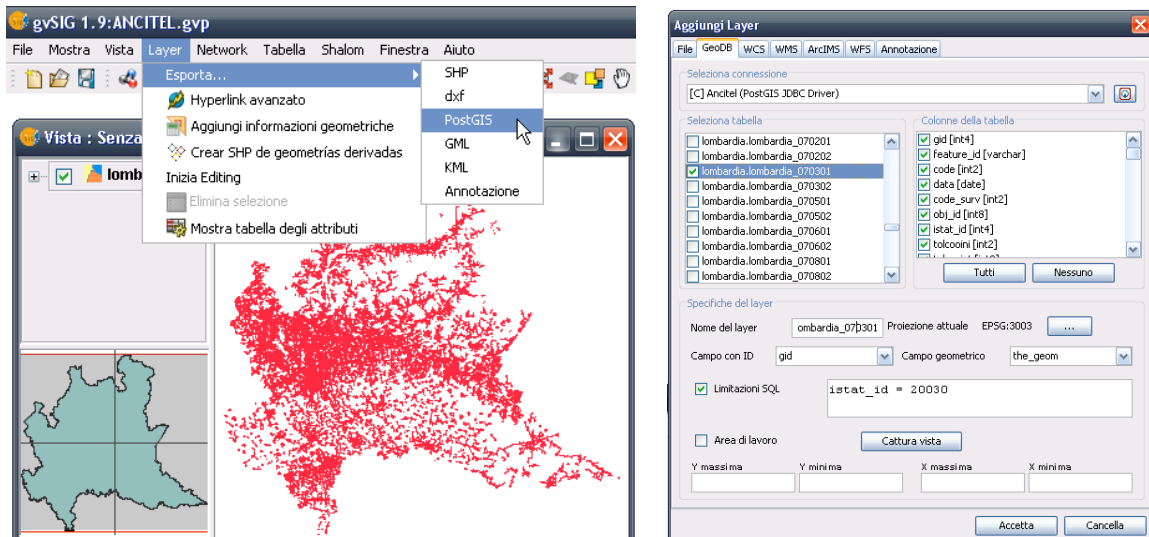 gvSIG 1.9:ANCITEL.gvp
File Mostra Vista Layer Network Tabella Shalom Finestra Aiuto
Esporta...
Hyperlink avanzato
Aggiungi informazioni geometriche
Crear SHP de geometrías derivadas
Inizia Editing
Elimina selezione
Mostra tabella degli attributi
SHP
dxf
PostGIS
GML
KML
Annotazione
Vista : Senza
lomb
Aggiungi Layer
File GeoDB WCS WMS ArcIMS WFS Annotazione
Seleziona connessione
[C] Ancitel (PostGIS JDBC Driver)
Seleziona tabella
lombardia.lombardia_070201
lombardia.lombardia_070202
lombardia.lombardia_070301
lombardia.lombardia_070302
lombardia.lombardia_070501
lombardia.lombardia_070502
lombardia.lombardia_070601
lombardia.lombardia_070602
lombardia.lombardia_070801
lombardia.lombardia_070802
Colonne della tabella
gid [int4]
feature_id [varchar]
code [int2]
data [date]
code_surv [int2]
obj_id [int8]
istat_id [int4]
tolcooini [int2]
Tutti Nessuno
Specifiche del layer
Nome del layer ombardia_070301 Proiezione attuale EPSG:3003 ...
Campo con ID gid Campo geometrico the_geom
Limitazioni SQL istat_id = 20030
Area di lavoro Cattura vista
Y massima Y minima X massima X minima
Accetta Cancella